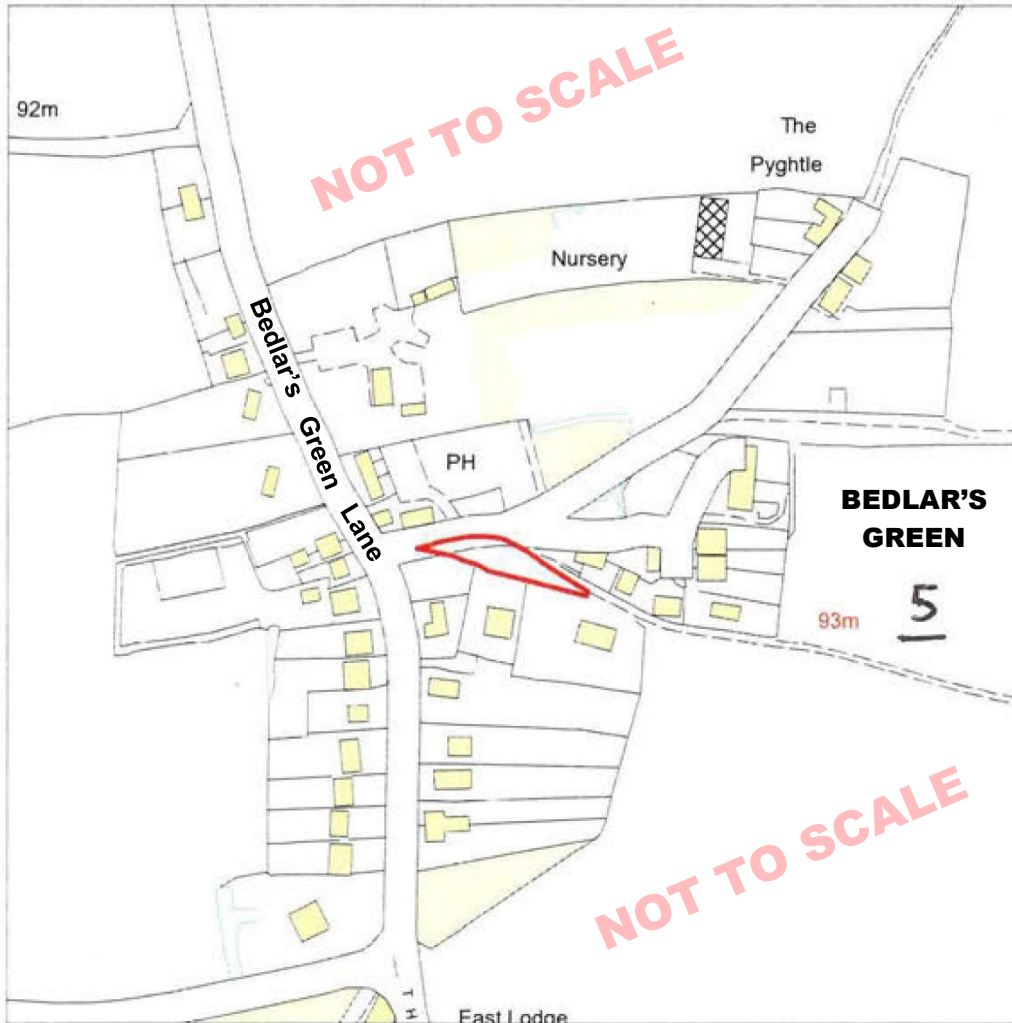 NOT TO SCALE
92m
The
Pyghtle
Nursery
Bedlar's Green Lane
PH
BEDLAR'S
GREEN
5
93m
NOT TO SCALE
TH
East Lodge